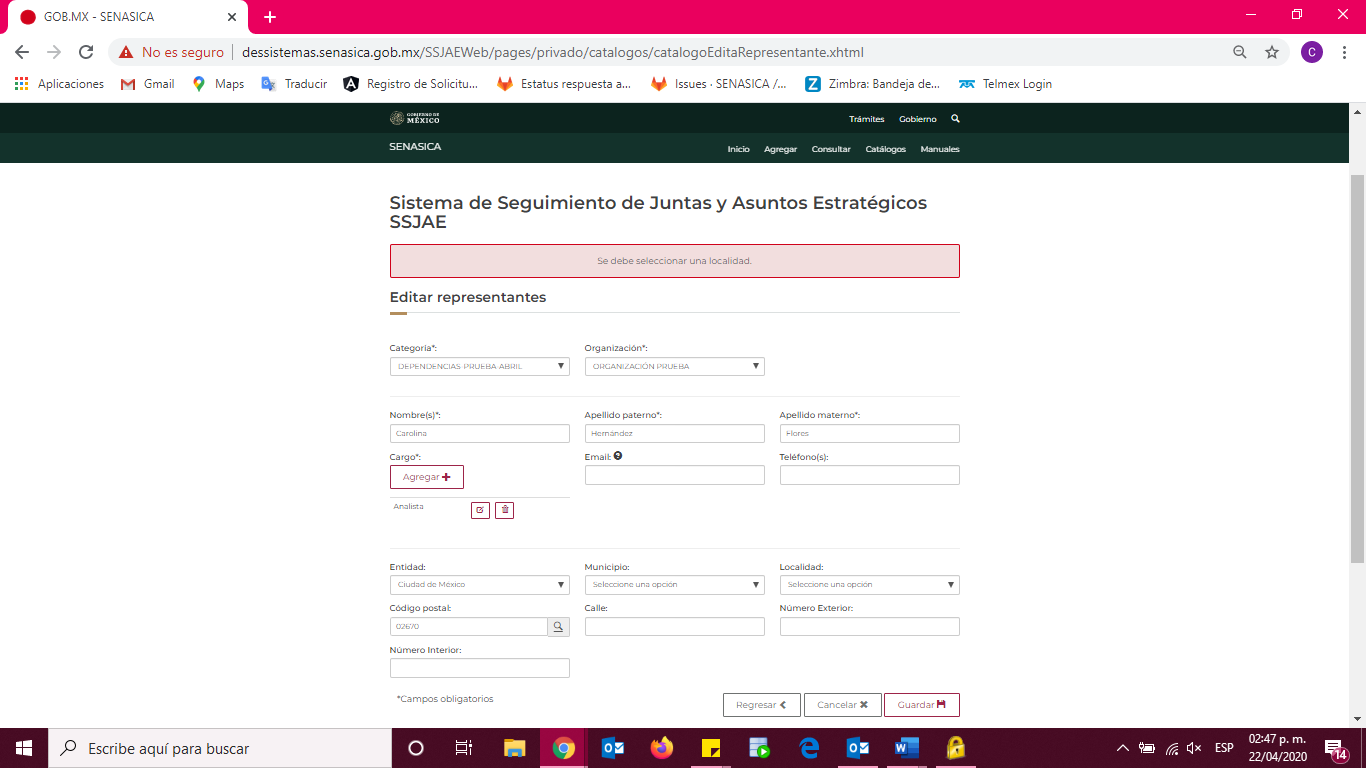 GOB.MX - SENASICA
No es seguro dessistemas.senasica.gob.mx/SSJAEWeb/pages/privado/catalogos/catalogoEditaRepresentante.xhtml C
Aplicaciones Gmail Maps Traducir Registro de Solicitu... Estatus respuesta a... Issues · SENASICA /... Zimbra: Bandeja de... Telmex Login
GOBIERNO DE MÉXICO Trámites Gobierno
SENASICA Inicio Agregar Consultar Catálogos Manuales
Sistema de Seguimiento de Juntas y Asuntos Estratégicos
SSJAE
Se debe seleccionar una localidad.
Editar representantes
Categoría*: Organización*:
DEPENDENCIAS PRUEBA ABRIL ORGANIZACIÓN PRUEBA
Nombre(s)*: Apellido paterno*: Apellido materno*:
Carolina Hernández Flores
Cargo*: Email: Teléfono(s):
Agregar
Analista
Entidad: Municipio: Localidad:
Ciudad de México Seleccione una opción Seleccione una opción
Código postal: Calle: Número Exterior:
02670
Número Interior:
*Campos obligatorios Regresar Cancelar Guardar
Escribe aquí para buscar ESP 02:47 p. m.
22/04/2020 14